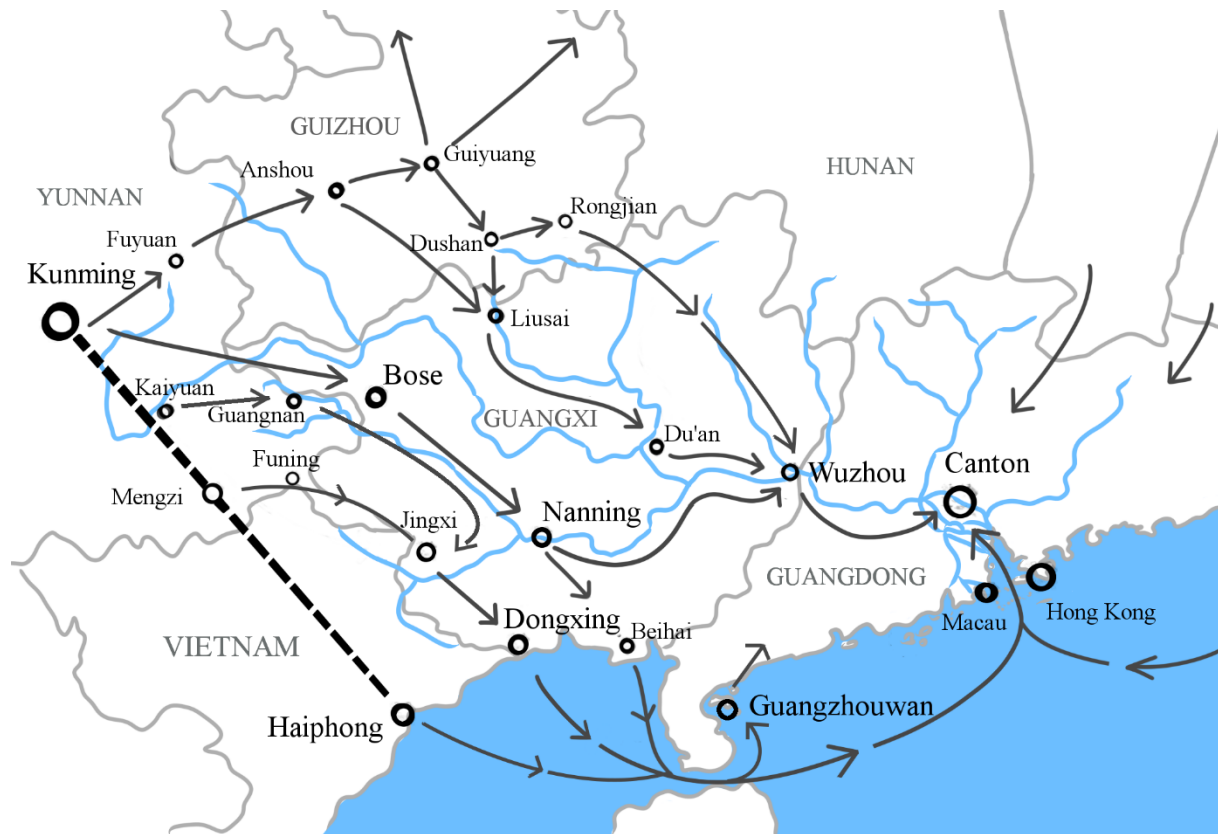 GUIZHOU
Guiyuang
Anshou
HUNAN
YUNNAN
Rongjian
Fuyuan
Dushan
Kunming
Liusai
Bose
Kaiyuan
Guangnan
GUANGXI
Du'an
Funing
Wuzhou
Canton
Mengzi
Jingxi
Nanning
GUANGDONG
Hong Kong
Macau
Dongxing
Beihai
VIETNAM
Guangzhouwan
Haiphong